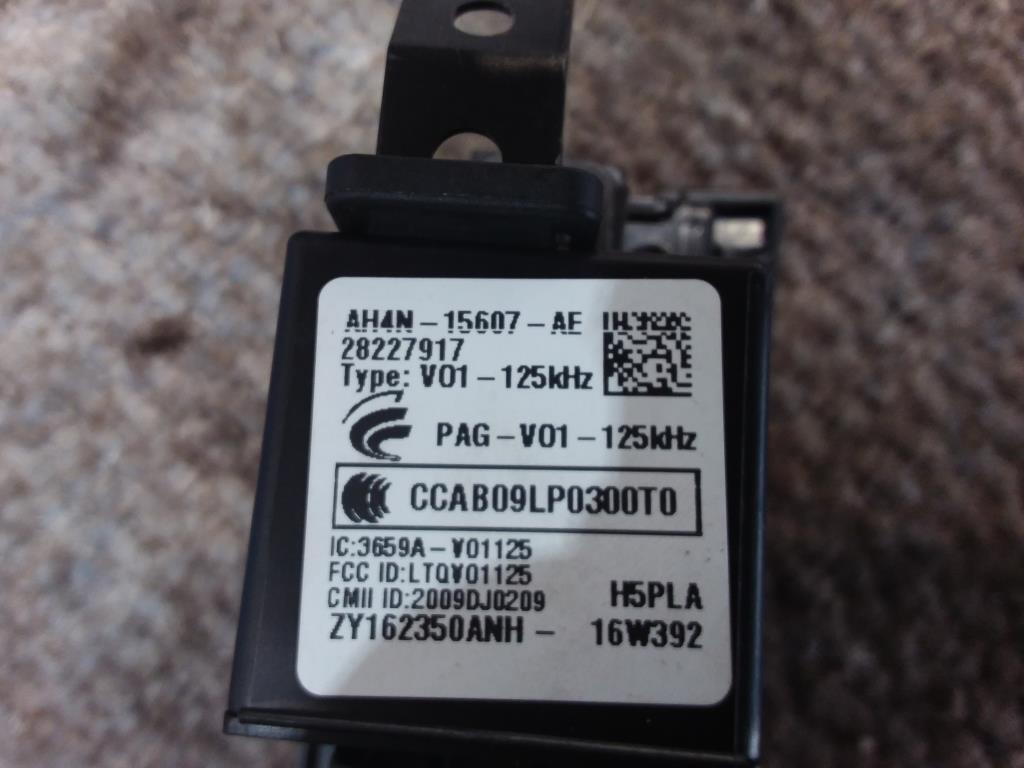 AH4N-15607-AE
28227917
Type: V01-125kHz
PAG-V01-125kHz
CCAB09LP0300T0
IC:3659A-V01125
FCC ID:LTQV01125
CMII ID:2009DJ0209
H5PLA
ZY162350ANH- 16W392